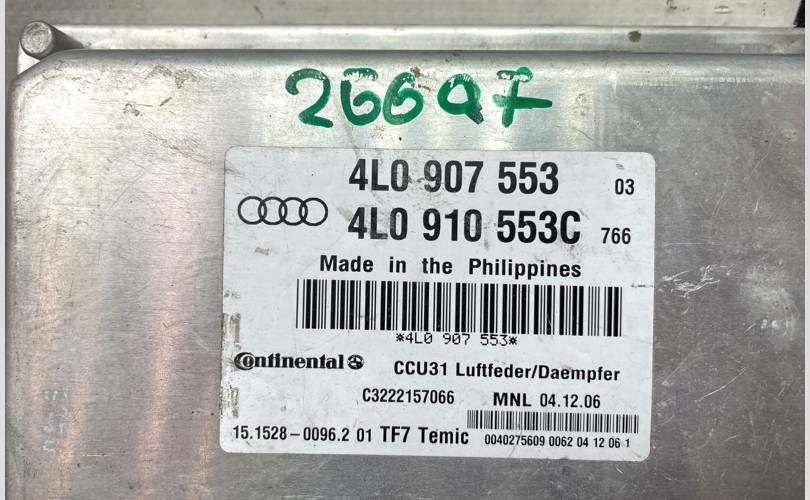 26697
4L0 907 553 03
4L0 910 553C 766
Made in the Philippines
*4L0 907 553*
Continental CCU31 Luftfeder/Daempfer
C3222157066 MNL 04.12.06
15.1528-0096.2 01 TF7 Temic 0040275609 0062 04 12 06 1